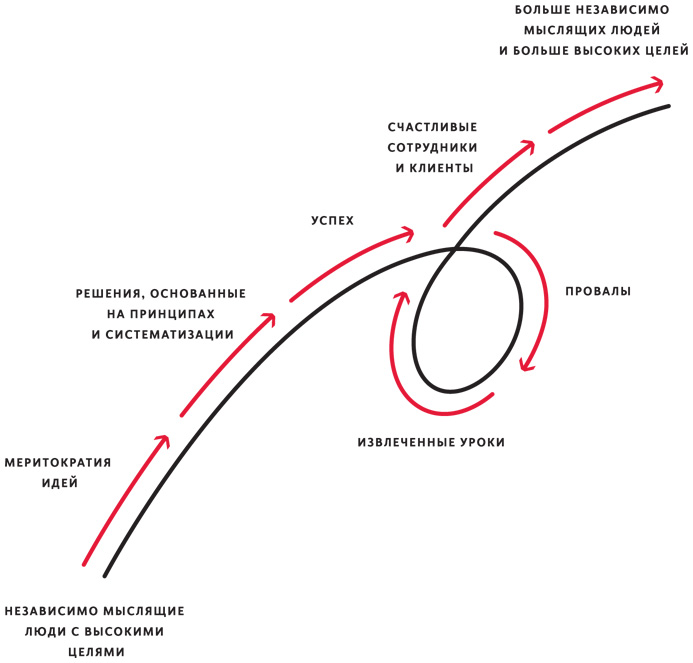 БОЛЬШЕ НЕЗАВИСИМО
МЫСЛЯЩИХ ЛЮДЕЙ
И БОЛЬШЕ ВЫСОКИХ ЦЕЛЕЙ
СЧАСТЛИВЫЕ
СОТРУДНИКИ
И КЛИЕНТЫ
УСПЕХ
РЕШЕНИЯ, ОСНОВАННЫЕ
НА ПРИНЦИПАХ
И СИСТЕМАТИЗАЦИИ
ПРОВАЛЫ
ИЗВЛЕЧЕННЫЕ УРОКИ
МЕРИТОКРАТИЯ
ИДЕЙ
НЕЗАВИСИМО МЫСЛЯЩИЕ
ЛЮДИ С ВЫСОКИМИ
ЦЕЛЯМИ